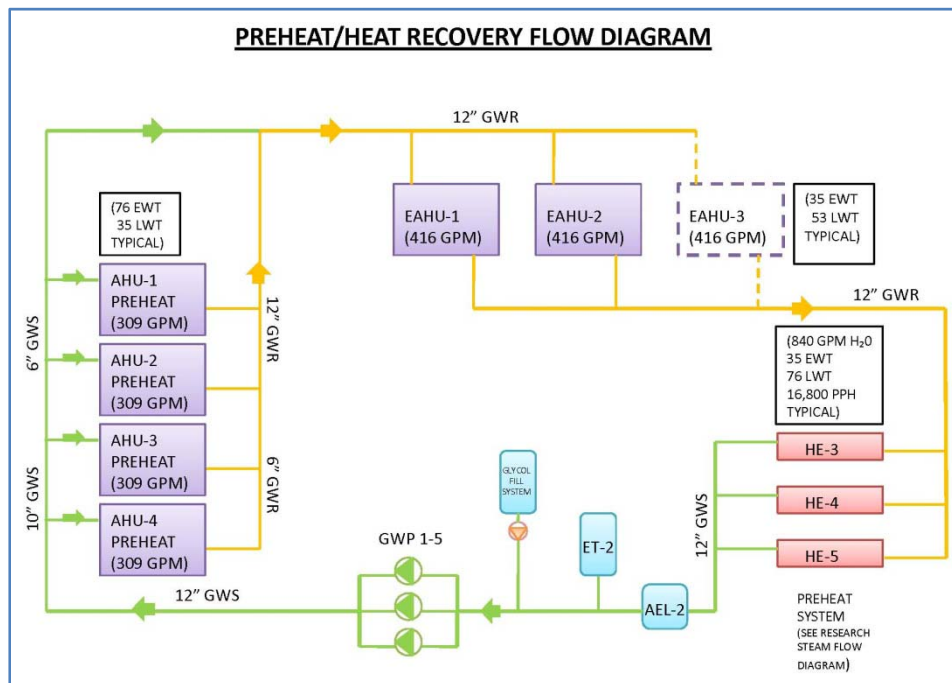 PREHEAT/HEAT RECOVERY FLOW DIAGRAM
12” GWR
(76 EWT
35 LWT
TYPICAL)
EAHU-1
(416 GPM)
EAHU-2
(416 GPM)
EAHU-3
(416 GPM)
(35 EWT
53 LWT
TYPICAL)
AHU-1
PREHEAT
(309 GPM)
AHU-2
PREHEAT
(309 GPM)
AHU-3
PREHEAT
(309 GPM)
AHU-4
PREHEAT
(309 GPM)
6” GWS
10” GWS
12” GWR
6” GWR
12” GWR
(840 GPM H₂0
35 EWT
76 LWT
16,800 PPH
TYPICAL)
HE-3
HE-4
HE-5
12” GWS
GLYCOL
FILL
SYSTEM
ET-2
AEL-2
GWP 1-5
12” GWS
PREHEAT
SYSTEM
(SEE RESEARCH
STEAM FLOW
DIAGRAM)